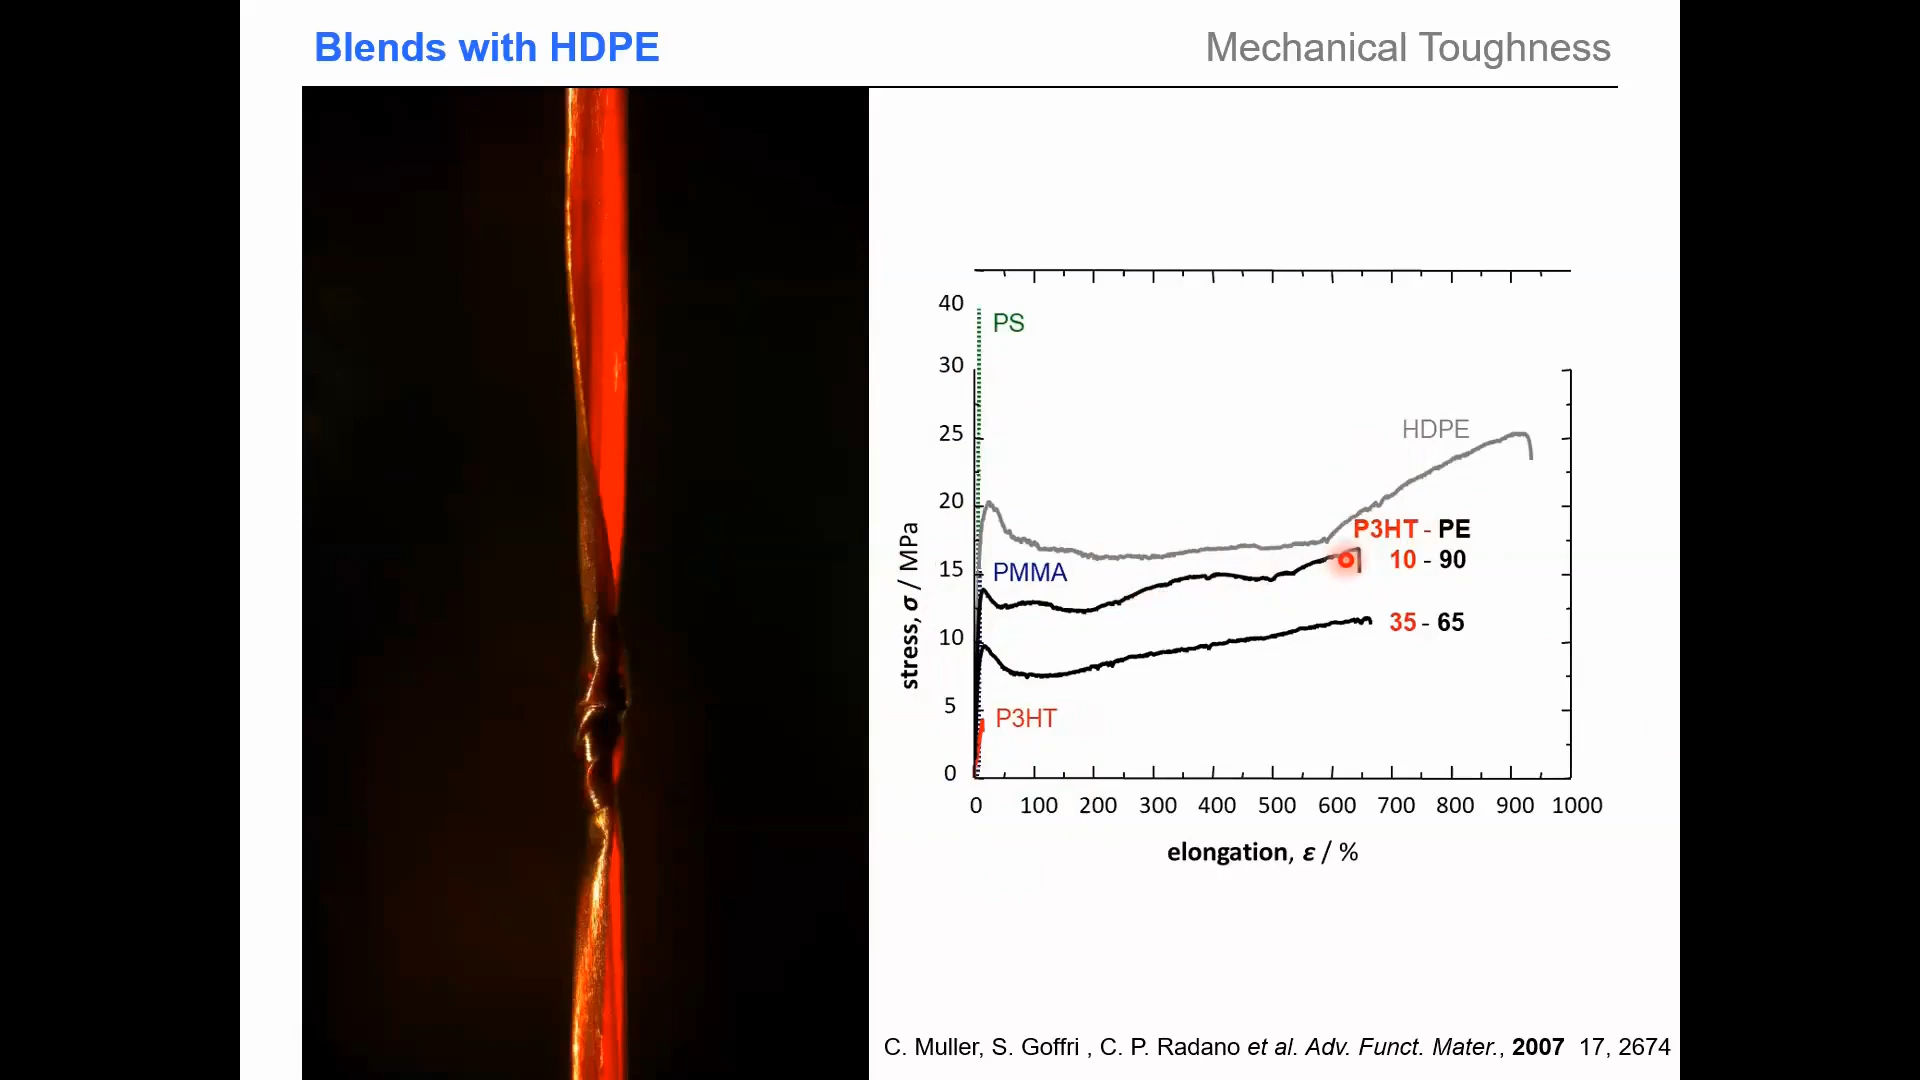 Blends with HDPE
Mechanical Toughness
40
PS
30
25
HDPE
20
P3HT - PE
10 - 90
15
PMMA
35 - 65
10
5
P3HT
0
stress, σ / MPa
0 100 200 300 400 500 600 700 800 900 1000
elongation, ε / %
C. Muller, S. Goffri , C. P. Radano et al. Adv. Funct. Mater., 2007 17, 2674